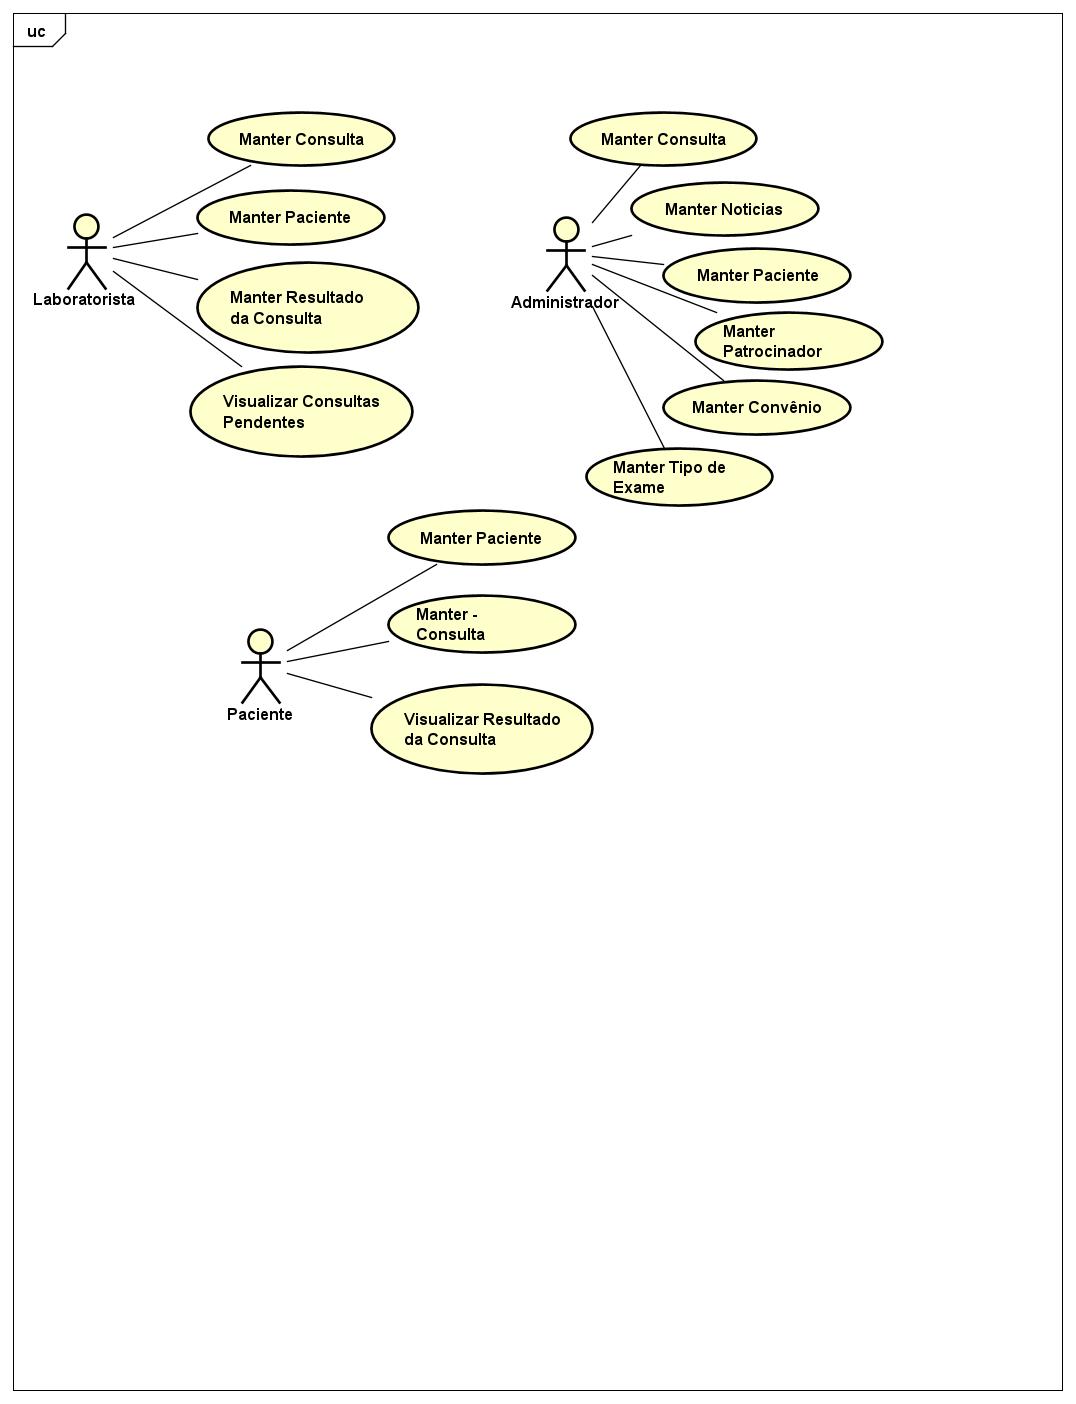 uc
Manter Consulta
Manter Paciente
Manter Resultado
da Consulta
Visualizar Consultas
Pendentes
Laboratorista
Manter Consulta
Manter Noticias
Manter Paciente
Manter
Patrocinador
Manter Convênio
Manter Tipo de
Exame
Administrador
Manter Paciente
Manter -
Consulta
Visualizar Resultado
da Consulta
Paciente